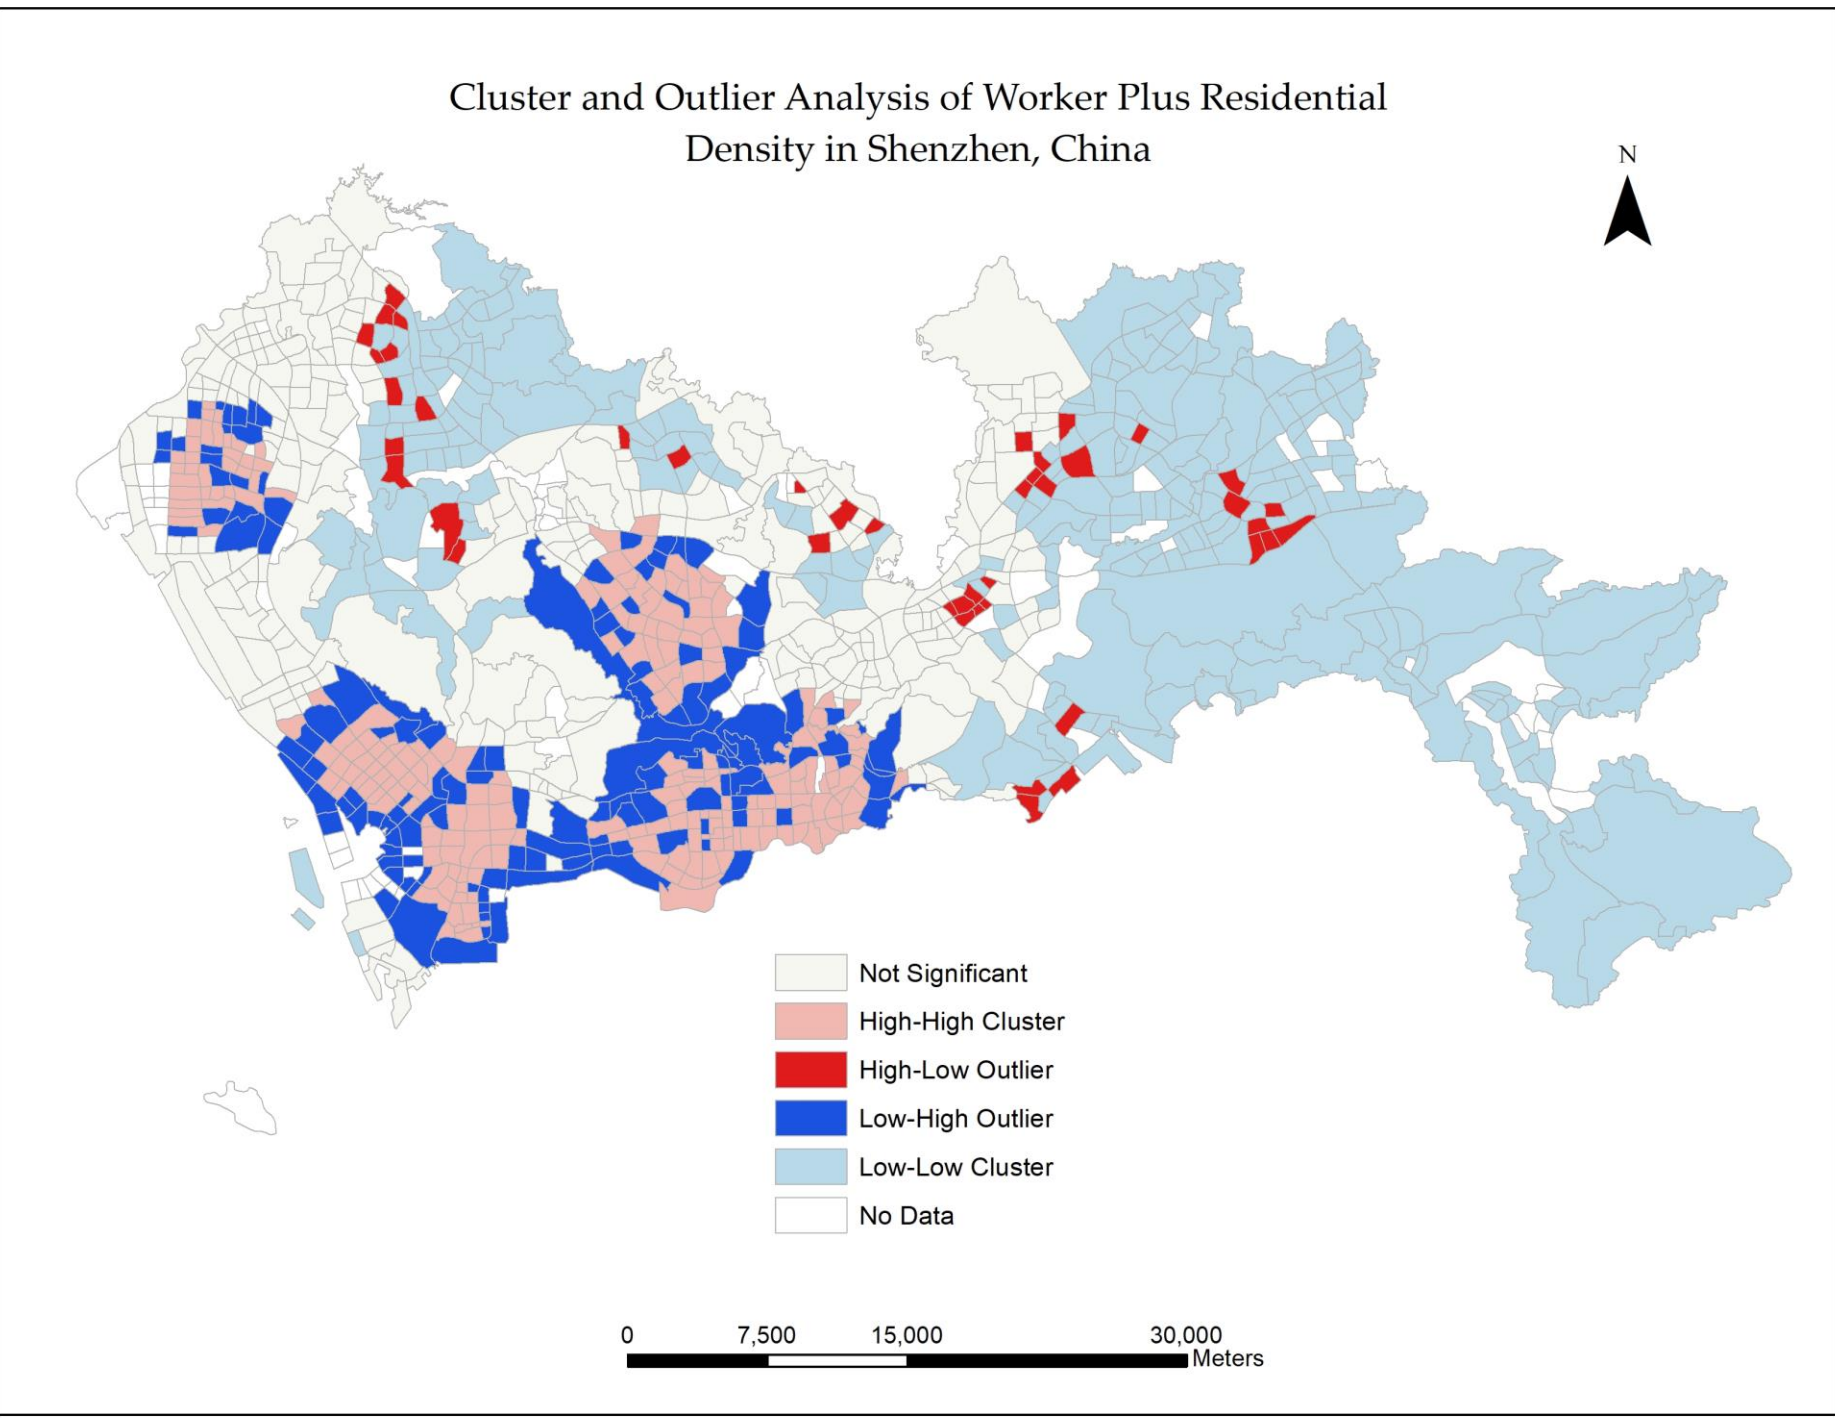 Cluster and Outlier Analysis of Worker Plus Residential
Density in Shenzhen, China
N
Not Significant
High-High Cluster
High-Low Outlier
Low-High Outlier
Low-Low Cluster
No Data
0 7,500 15,000 30,000
Meters